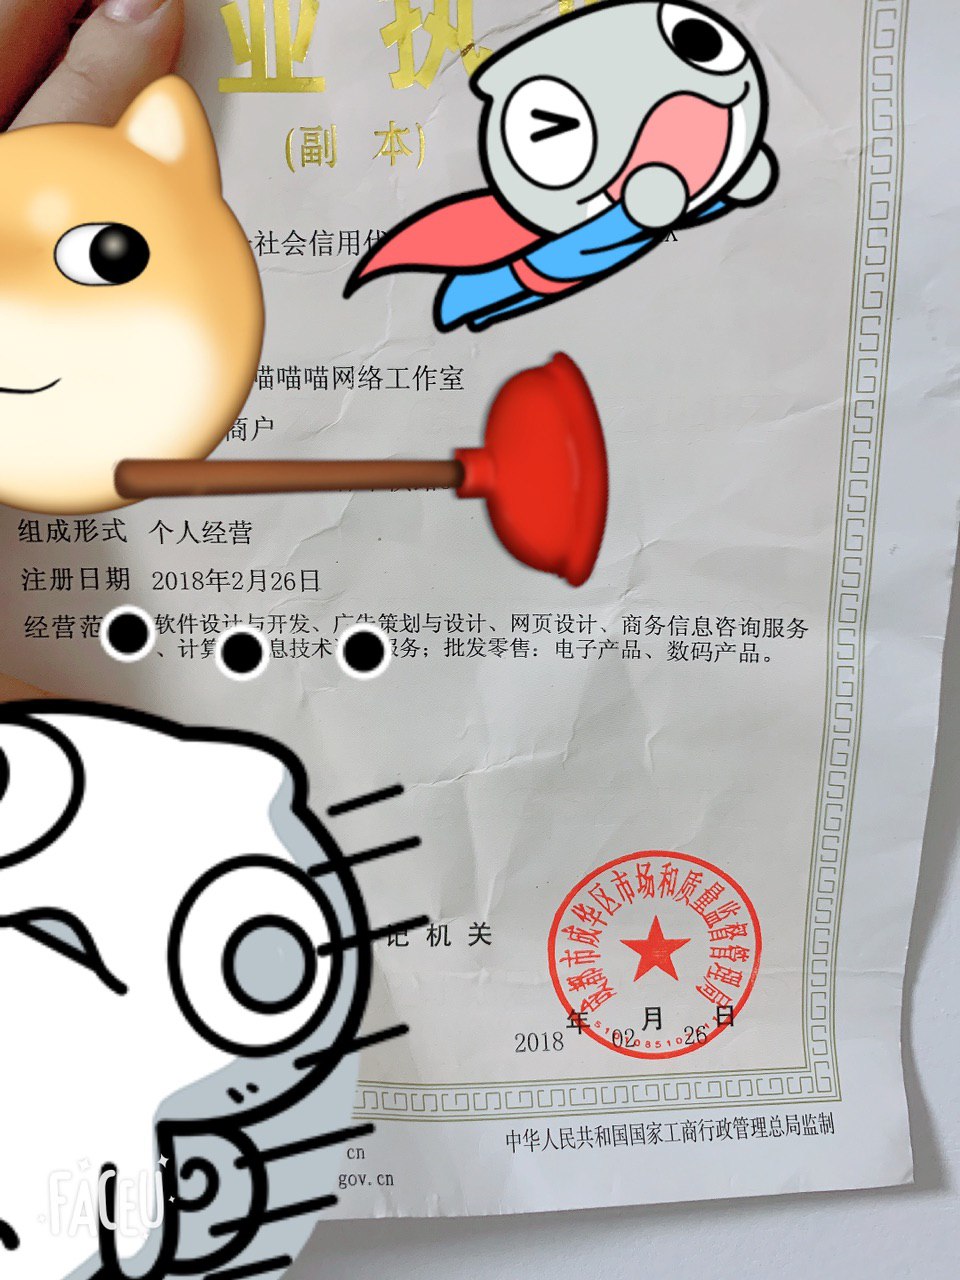 业执
(副 本)
社会信用代
喵喵喵网络工作室
商户
组成形式 个人经营
注册日期 2018年2月26日
经营范 软件设计与开发、广告策划与设计、网页设计、商务信息咨询服务
、计算 息技术 服务；批发零售：电子产品、数码产品。
记机关
成都市成华区市场和质量监督管理局
2018 年 02 月 26 日
中华人民共和国国家工商行政管理总局监制
cn
gov.cn
FACEU